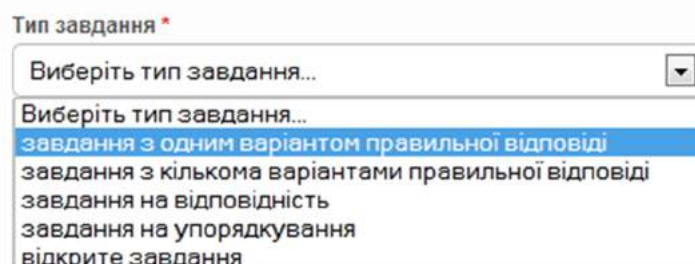 Тип завдання *
Виберіть тип завдання...
Виберіть тип завдання...
завдання з одним варіантом правильної відповіді
завдання з кількома варіантами правильної відповіді
завдання на відповідність
завдання на упорядкування
відкрите завдання